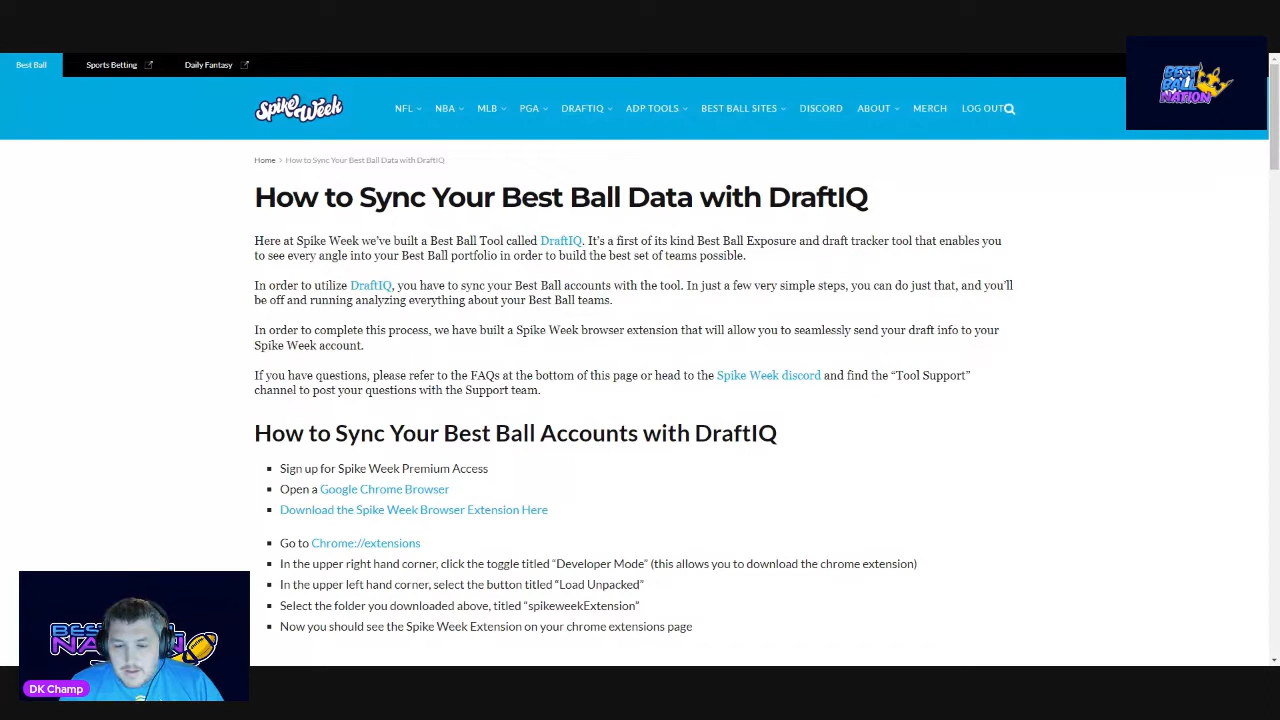 Best Ball
Sports Betting
Daily Fantasy
BEST BALL NATION
Spike Week
NFL
NBA
MLB
PGA
DRAFTIQ
ADP TOOLS
BEST BALL SITES
DISCORD
ABOUT
MERCH
LOG OUT
Home > How to Sync Your Best Ball Data with DraftIQ
How to Sync Your Best Ball Data with DraftIQ
Here at Spike Week we've built a Best Ball Tool called DraftIQ. It's a first of its kind Best Ball Exposure and draft tracker tool that enables you
to see every angle into your Best Ball portfolio in order to build the best set of teams possible.
In order to utilize DraftIQ, you have to sync your Best Ball accounts with the tool. In just a few very simple steps, you can do just that, and you'll
be off and running analyzing everything about your Best Ball teams.
In order to complete this process, we have built a Spike Week browser extension that will allow you to seamlessly send your draft info to your
Spike Week account.
If you have questions, please refer to the FAQs at the bottom of this page or head to the Spike Week discord and find the “Tool Support”
channel to post your questions with the Support team.
How to Sync Your Best Ball Accounts with DraftIQ
Sign up for Spike Week Premium Access
Open a Google Chrome Browser
Download the Spike Week Browser Extension Here
Go to Chrome://extensions
In the upper right hand corner, click the toggle titled “Developer Mode” (this allows you to download the chrome extension)
In the upper left hand corner, select the button titled “Load Unpacked”
Select the folder you downloaded above, titled “spikeweekExtension”
Now you should see the Spike Week Extension on your chrome extensions page
DK Champ